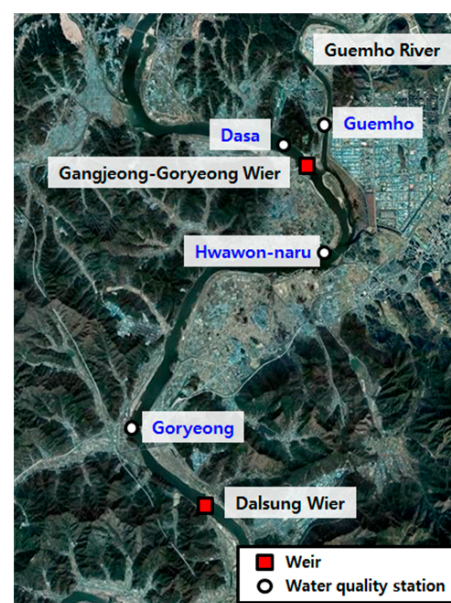 Guemho River
Guemho
Dasa
Gangjeong-Goryeong Wier
Hwawon-naru
Goryeong
Dalsung Wier
Weir
Water quality station